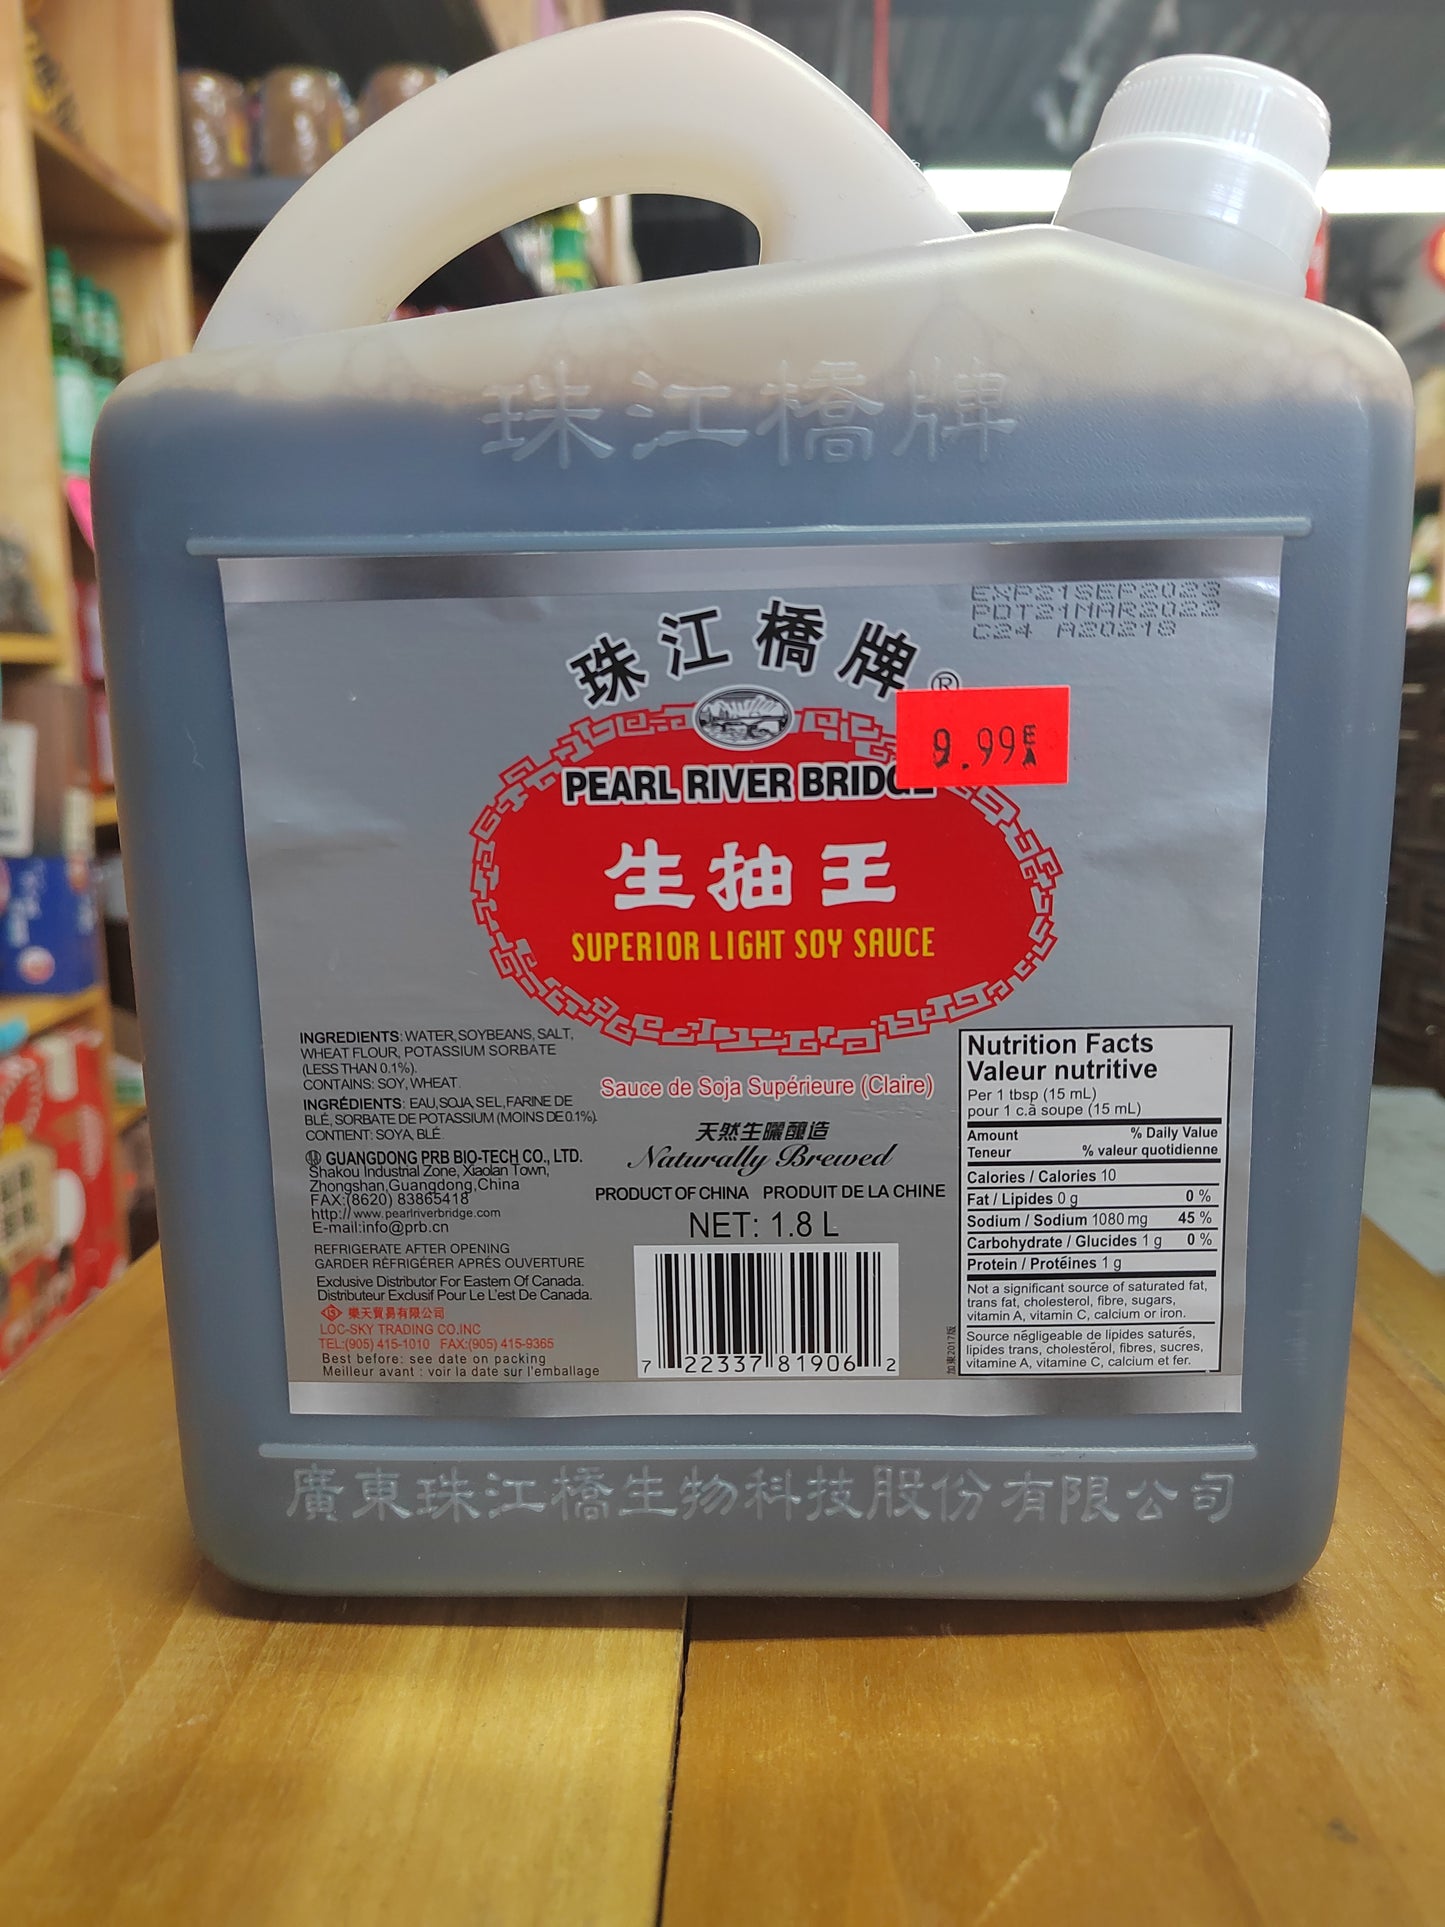 珠江橋牌
EXP21SEP2023
PDT21MAR2022
C24 A20218
珠江橋牌®
9.99 EA
PEARL RIVER BRIDGE
生抽王
SUPERIOR LIGHT SOY SAUCE
Sauce de Soja Supérieure (Claire)
天然生曬釀造
Naturally Brewed
PRODUCT OF CHINA PRODUIT DE LA CHINE
NET: 1.8 L
7 22337 81906 2
INGREDIENTS: WATER, SOYBEANS, SALT,
WHEAT FLOUR, POTASSIUM SORBATE
(LESS THAN 0.1%).
CONTAINS: SOY, WHEAT.
INGRÉDIENTS: EAU, SOJA, SEL, FARINE DE
BLÉ, SORBATE DE POTASSIUM (MOINS DE 0.1%).
CONTIENT: SOYA, BLÉ.
GUANGDONG PRB BIO-TECH CO., LTD.
Shakou Industrial Zone, Xiaolan Town,
Zhongshan, Guangdong, China
FAX:(8620) 83865418
http:// www.pearlriverbridge.com
E-mail:info@prb.cn
REFRIGERATE AFTER OPENING
GARDER RÉFRIGÉRER APRÉS OUVERTURE
Exclusive Distributor For Eastern Of Canada.
Distributeur Exclusif Pour Le L'est De Canada.
樂天貿易有限公司
LOC-SKY TRADING CO.INC
TEL:(905) 415-1010 FAX:(905) 415-9365
Best before: see date on packing
Meilleur avant : voir la date sur l'emballage
Nutrition Facts
Valeur nutritive
Per 1 tbsp (15 mL)
pour 1 c.à soupe (15 mL)
Amount % Daily Value
Teneur % valeur quotidienne
Calories / Calories 10
Fat / Lipides 0 g 0 %
Sodium / Sodium 1080 mg 45 %
Carbohydrate / Glucides 1 g 0 %
Protein / Protéines 1 g
Not a significant source of saturated fat,
trans fat, cholesterol, fibre, sugars,
vitamin A, vitamin C, calcium or iron.
Source négligeable de lipides saturés,
lipides trans, cholestérol, fibres, sucres,
vitamine A, vitamine C, calcium et fer.
加東2017版
廣東珠江橋生物科技股份有限公司